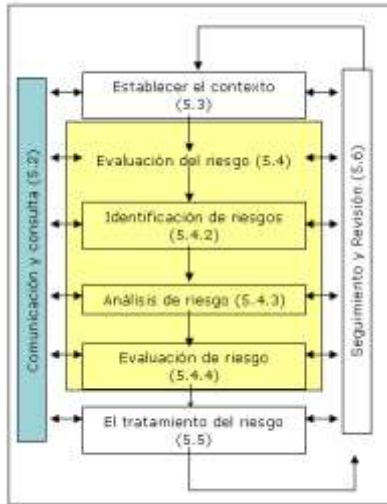 Establecer el contexto
(5.3)
Comunicación y consulta (5.2)
Evaluación del riesgo (5.4)
Identificación de riesgos
(5.4.2)
Análisis de riesgo (5.4.3)
Evaluación de riesgo
(5.4.4)
El tratamiento del riesgo
(5.5)
Seguimiento y Revisión (5.6)